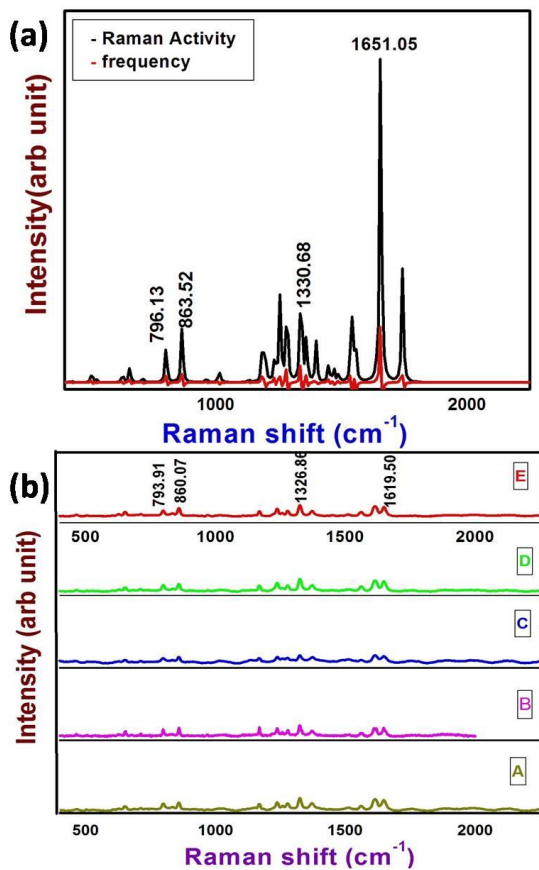 (a)
- Raman Activity
- frequency
1651.05
1330.68
863.52
796.13
Intensity(arb unit)
1000 2000
Raman shift (cm-1)
(b)
793.91
860.07
1326.86
1619.50
E
500 1000 1500 2000
D
C
B
A
Intensity (arb unit)
500 1000 1500 2000
Raman shift (cm-1)